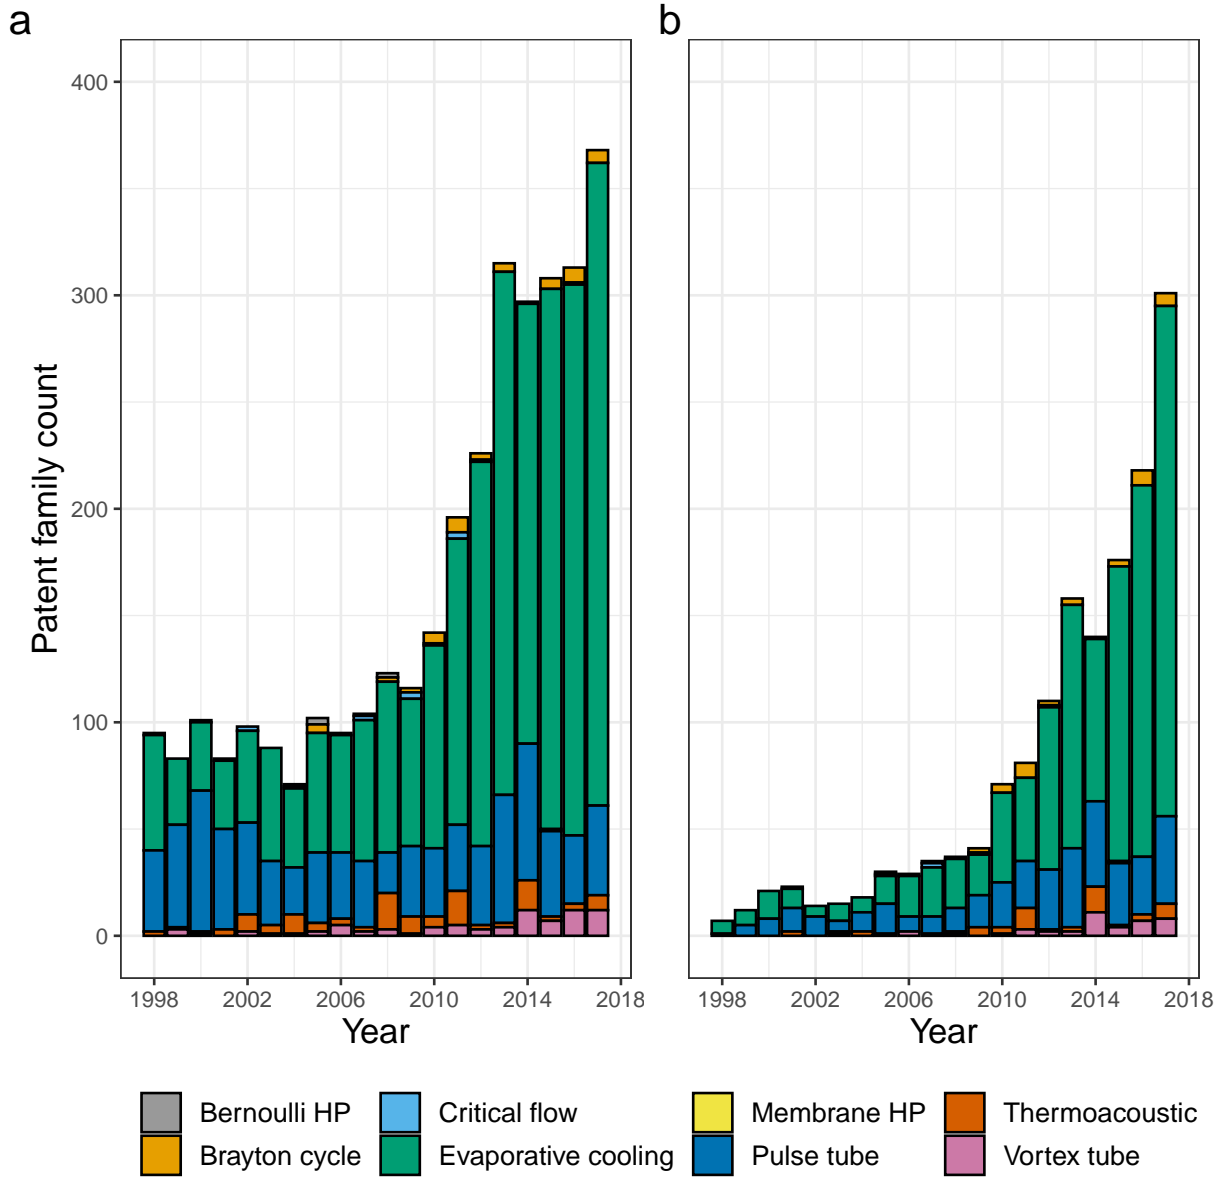 a
b
Patent family count
400
300
200
100
0
1998 2002 2006 2010 2014 2018
1998 2002 2006 2010 2014 2018
Year
Year
Bernoulli HP Critical flow Membrane HP Thermoacoustic
Brayton cycle Evaporative cooling Pulse tube Vortex tube